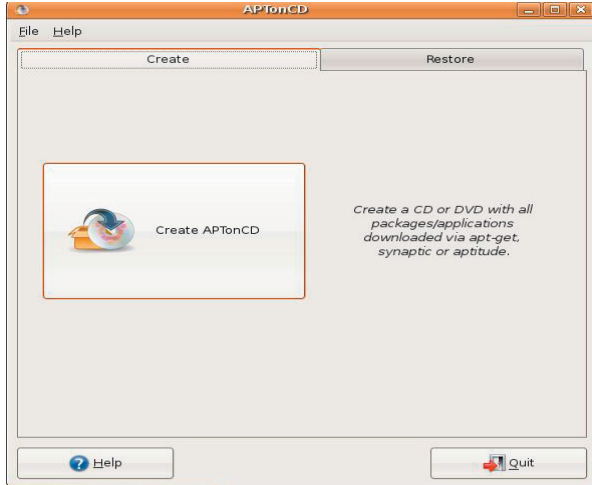 APTonCD
File Help
Create Restore
Create APTonCD
Create a CD or DVD with all
packages/applications
downloaded via apt-get,
synaptic or aptitude.
Help Quit